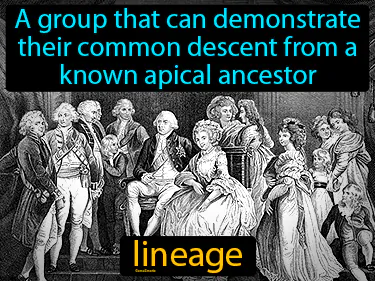 A group that can demonstrate
their common descent from a
known apical ancestor
lineage